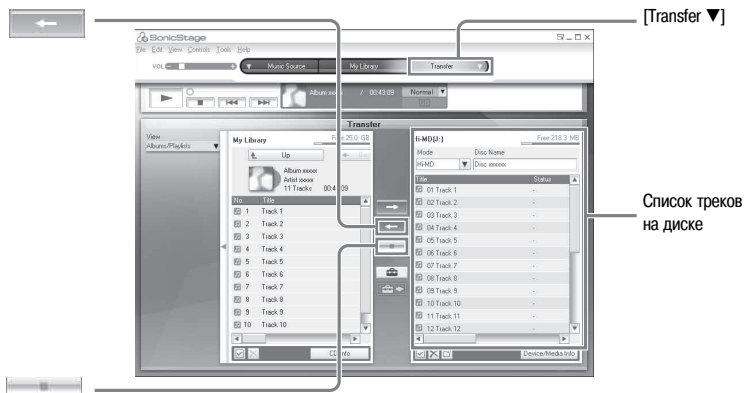 [Transfer ▼]
SonicStage
File Edit View Controls Tools Help
VOL
Music Source My Library Transfer
Album xxxxx / 00:43:09 Normal
Transfer
View
Albums/Playlists
My Library Free 25.0 GB
Up
Album xxxxx
Artist xxxxx
11 Tracks 00:43:09
No. Title
1 Track 1
2 Track 2
3 Track 3
4 Track 4
5 Track 5
6 Track 6
7 Track 7
8 Track 8
9 Track 9
10 Track 10
CD Info
Hi-MD(J:) Free 218.3 MB
Mode Disc Name
Hi-MD Disc xxxxxx
Title Status
01 Track 1 -
02 Track 2 -
03 Track 3 -
04 Track 4 -
05 Track 5 -
06 Track 6 -
07 Track 7 -
08 Track 8 -
09 Track 9 -
10 Track 10 -
11 Track 11 -
12 Track 12 -
Device/Media Info
Список треков
на диске